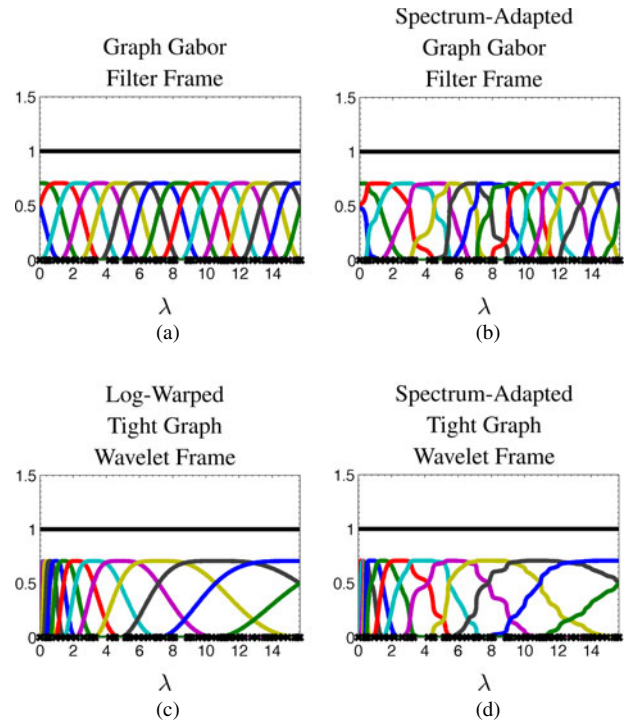 Graph Gabor
Filter Frame
1.5
1
0.5
0
0 2 4 6 8 10 12 14
λ
(a)
Spectrum-Adapted
Graph Gabor
Filter Frame
1.5
1
0.5
0
0 2 4 6 8 10 12 14
λ
(b)
Log-Warped
Tight Graph
Wavelet Frame
1.5
1
0.5
0
0 2 4 6 8 10 12 14
λ
(c)
Spectrum-Adapted
Tight Graph
Wavelet Frame
1.5
1
0.5
0
0 2 4 6 8 10 12 14
λ
(d)